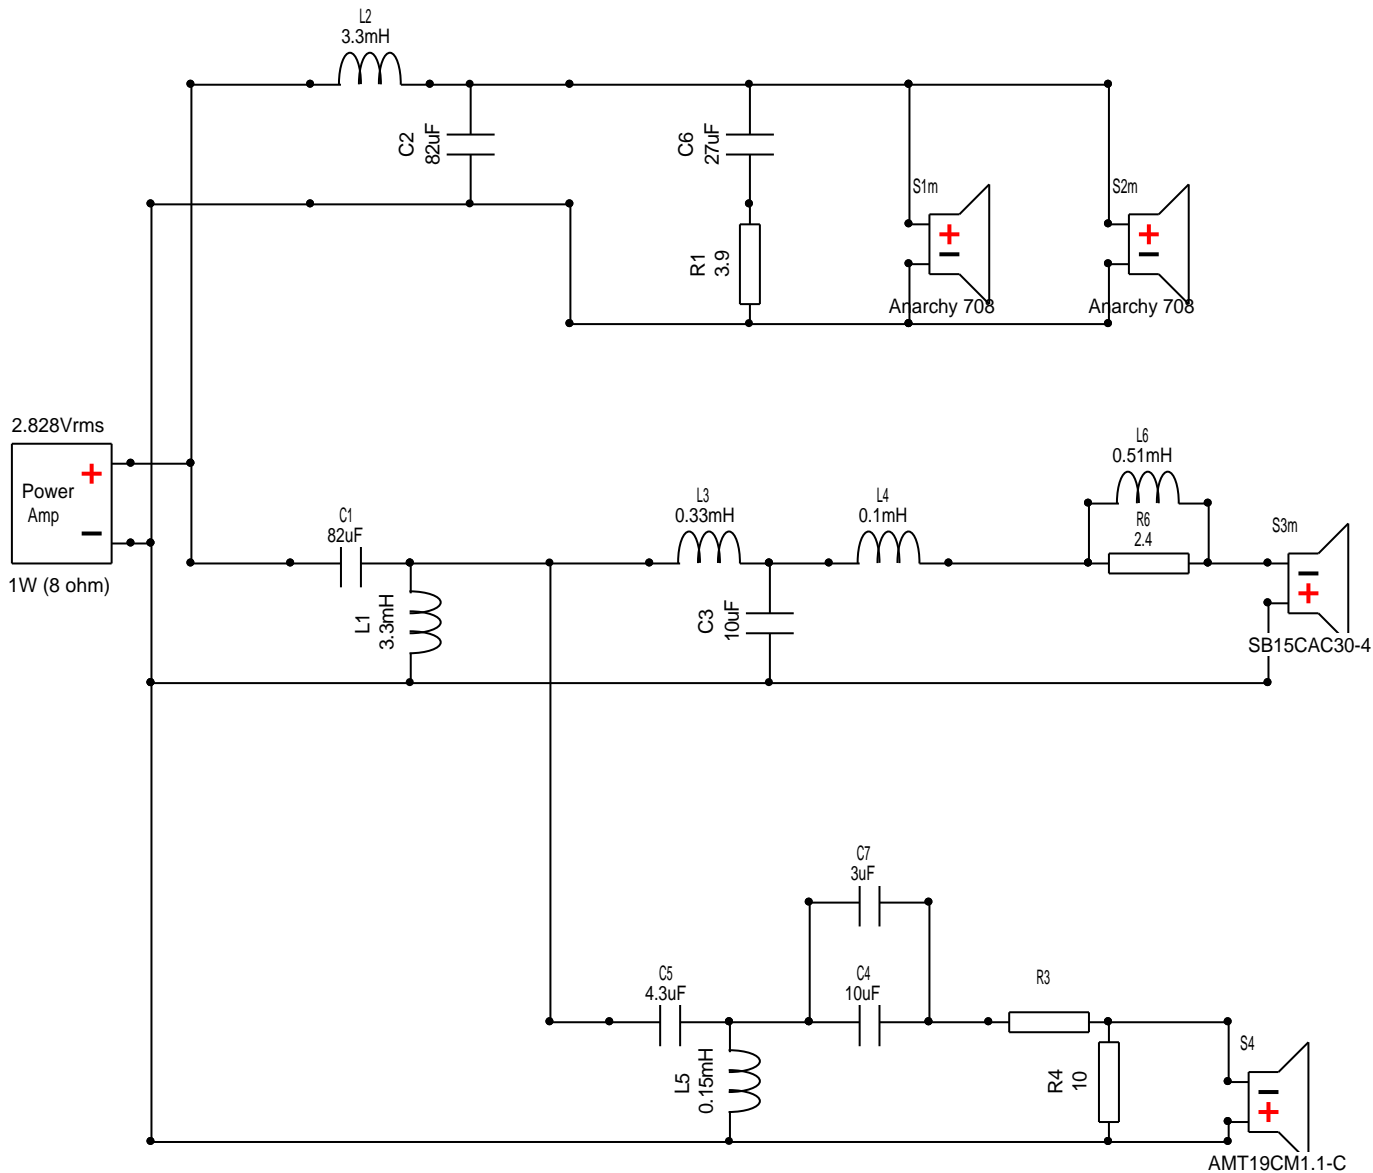 L2
3.3mH
C2
82uF
C6
27uF
R1
3.9
S1m
+
−
Anarchy 708
S2m
+
−
Anarchy 708
2.828Vrms
Power
Amp
+
−
1W (8 ohm)
C1
82uF
L1
3.3mH
L3
0.33mH
C3
10uF
L4
0.1mH
L6
0.51mH
R6
2.4
S3m
−
+
SB15CAC30-4
C7
3uF
C5
4.3uF
C4
10uF
L5
0.15mH
R3
R4
10
S4
−
+
AMT19CM1.1-C